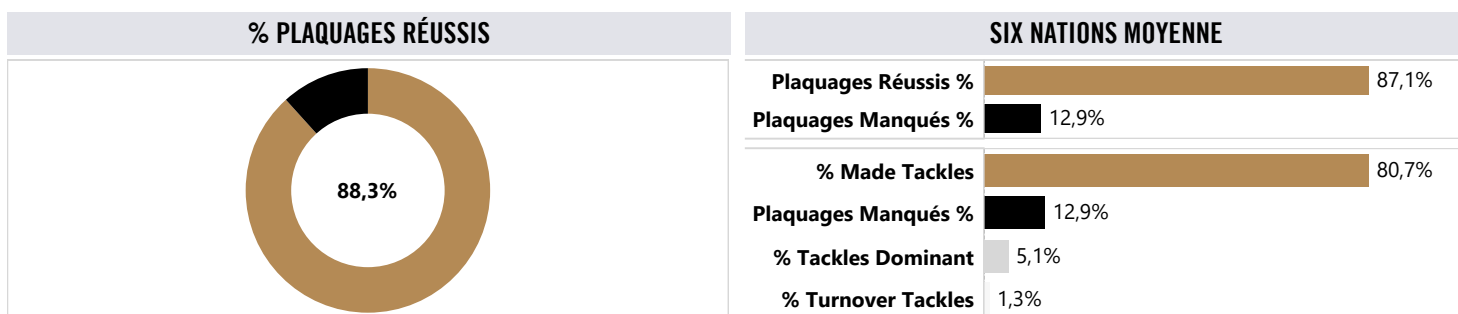 % PLAQUAGES RÉUSSIS
88,3%
SIX NATIONS MOYENNE
Plaquages Réussis % 87,1%
Plaquages Manqués % 12,9%
% Made Tackles 80,7%
Plaquages Manqués % 12,9%
% Tackles Dominant 5,1%
% Turnover Tackles 1,3%